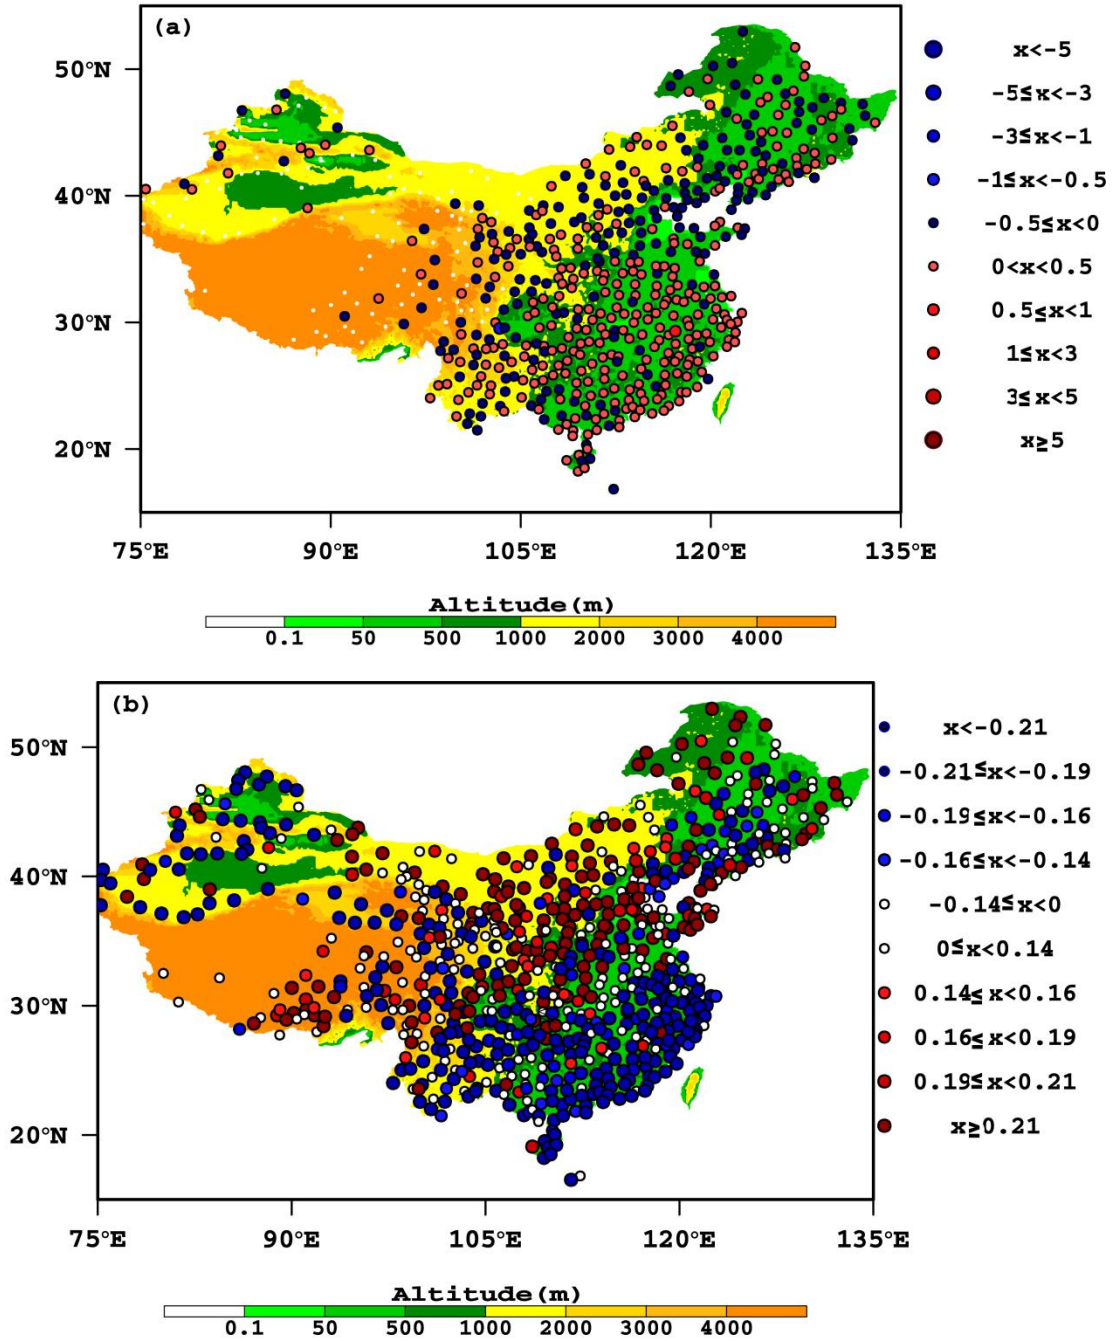 (a)
50°N
40°N
30°N
20°N
75°E 90°E 105°E 120°E 135°E
x<-5
-5≦x<-3
-3≦x<-1
-1≦x<-0.5
-0.5≦x<0
0<x<0.5
0.5≦x<1
1≦x<3
3≦x<5
x≧5
Altitude(m)
0.1 50 500 1000 2000 3000 4000
(b)
50°N
40°N
30°N
20°N
75°E 90°E 105°E 120°E 135°E
x<-0.21
-0.21≦x<-0.19
-0.19≦x<-0.16
-0.16≦x<-0.14
-0.14≦x<0
0≦x<0.14
0.14≦x<0.16
0.16≦x<0.19
0.19≦x<0.21
x≧0.21
Altitude(m)
0.1 50 500 1000 2000 3000 4000